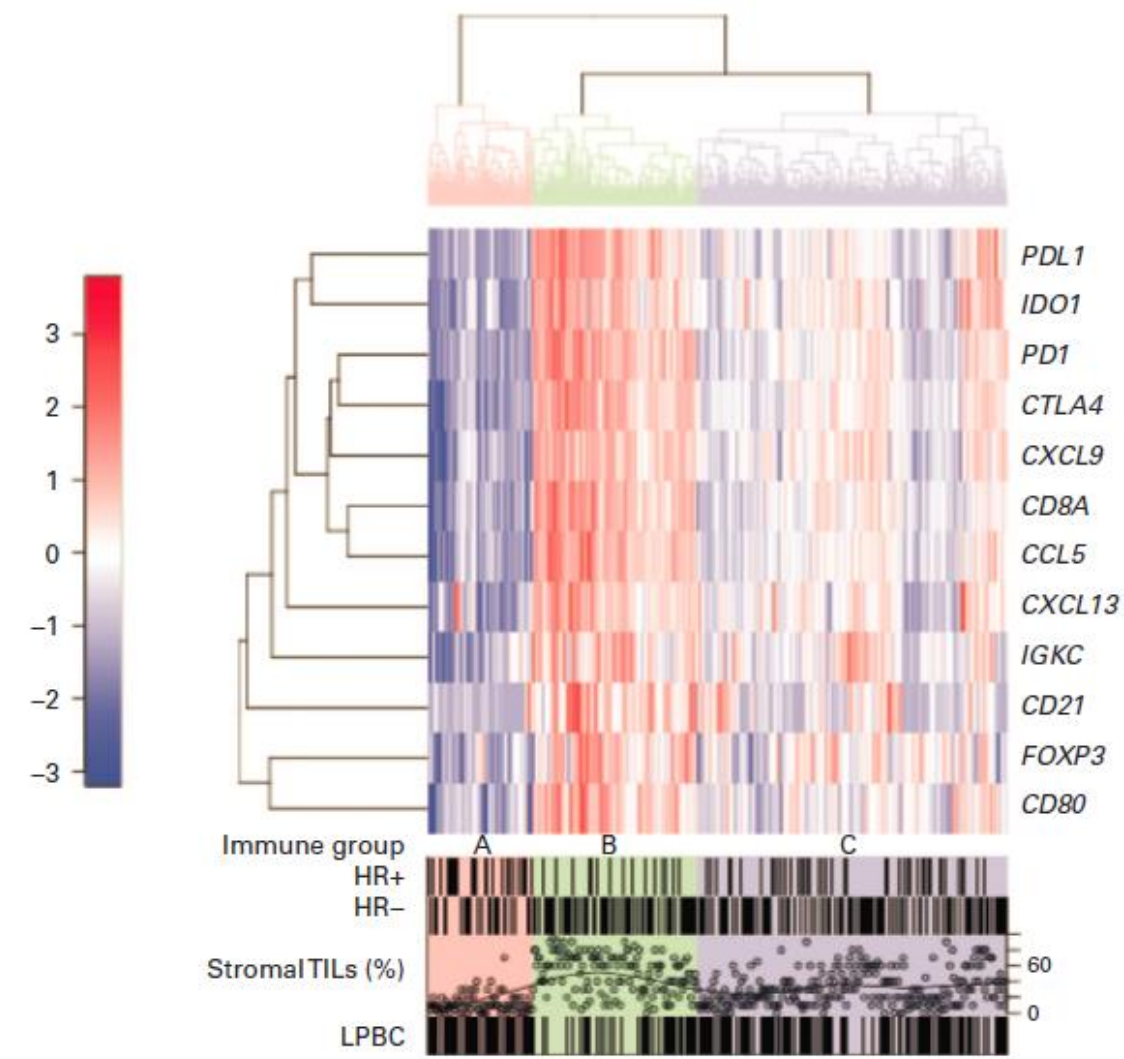 3
2
1
0
–1
–2
–3
PDL1
IDO1
PD1
CTLA4
CXCL9
CD8A
CCL5
CXCL13
IGKC
CD21
FOXP3
CD80
Immune group A B C
HR+
HR–
Stromal TILs (%) 60
0
LPBC